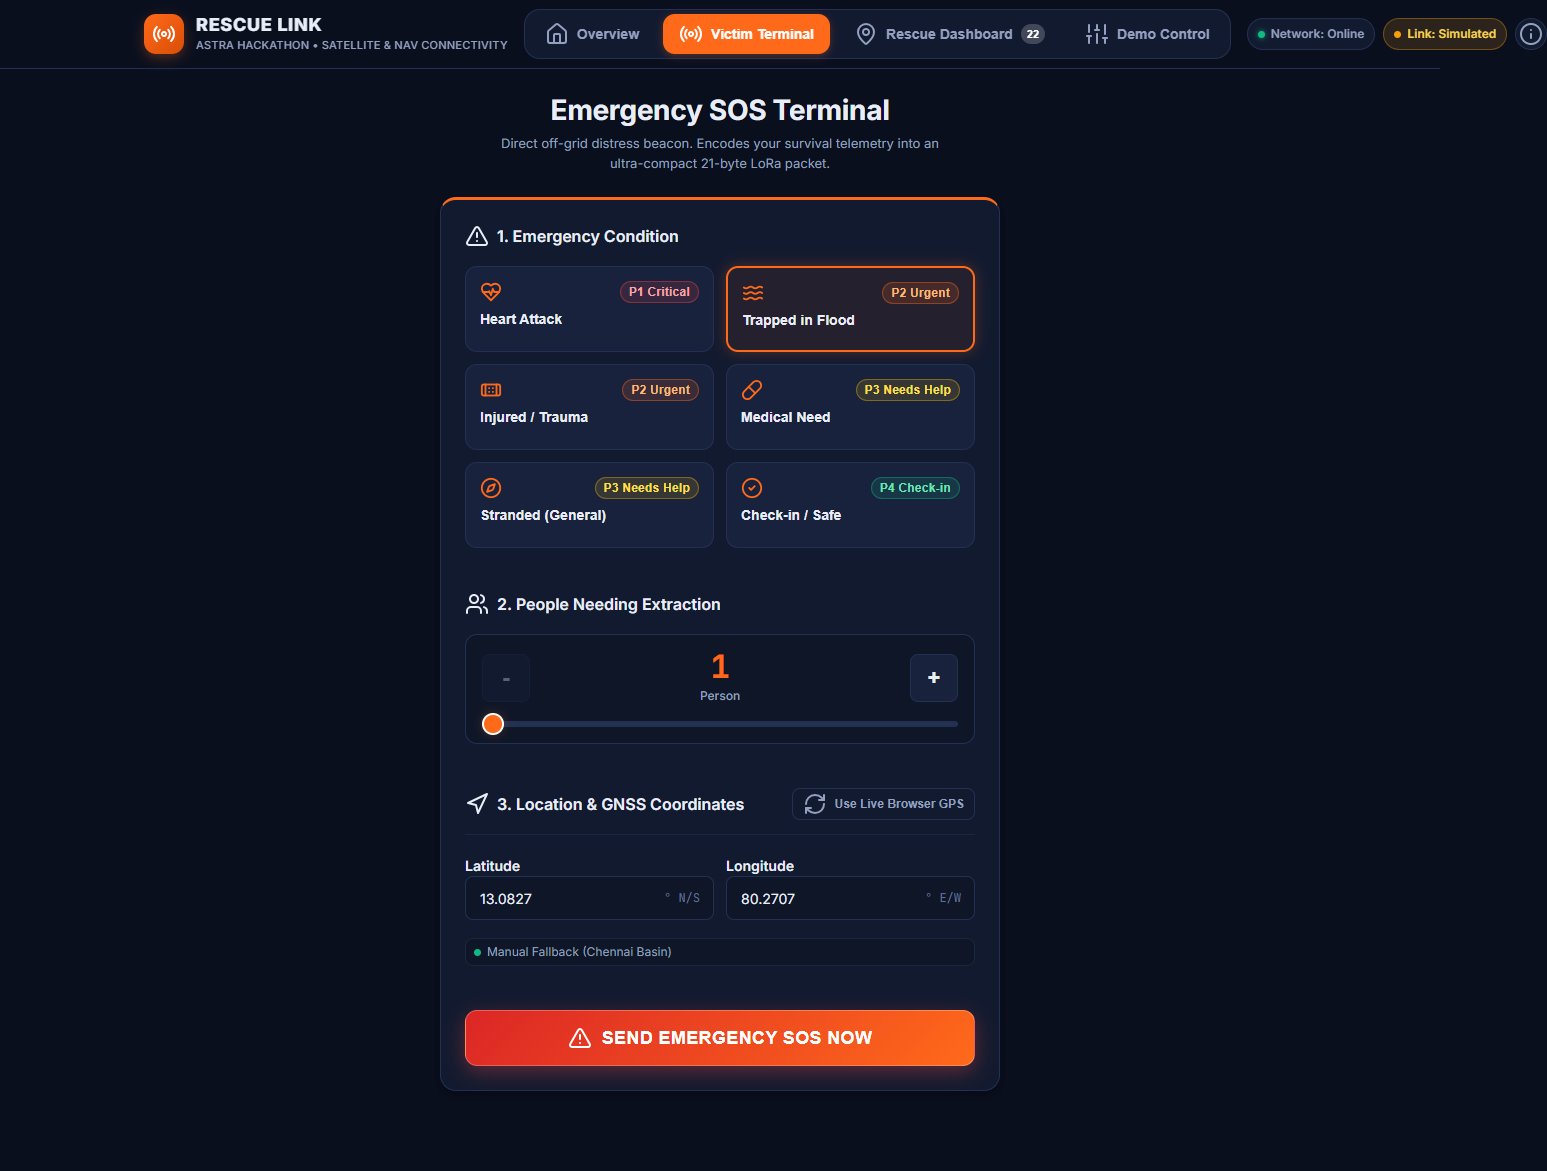 RESCUE LINK
ASTRA HACKATHON • SATELLITE & NAV CONNECTIVITY
Overview
Victim Terminal
Rescue Dashboard 22
Demo Control
Network: Online
Link: Simulated
Emergency SOS Terminal
Direct off-grid distress beacon. Encodes your survival telemetry into an
ultra-compact 21-byte LoRa packet.
1. Emergency Condition
P1 Critical
Heart Attack
P2 Urgent
Trapped in Flood
P2 Urgent
Injured / Trauma
P3 Needs Help
Medical Need
P3 Needs Help
Stranded (General)
P4 Check-in
Check-in / Safe
2. People Needing Extraction
-
1
+
Person
3. Location & GNSS Coordinates
Use Live Browser GPS
Latitude
Longitude
13.0827 ° N/S
80.2707 ° E/W
Manual Fallback (Chennai Basin)
SEND EMERGENCY SOS NOW